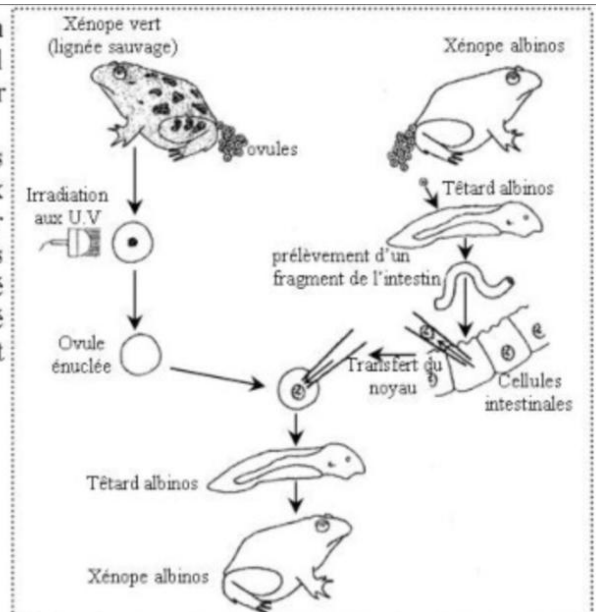 Xénope vert
(lignée sauvage)
Xénope albinos
ovules
Têtard albinos
Irradiation
aux U.V
prélèvement d'un
fragment de l'intestin
Ovule
énuclée
Transfert du
noyau
Cellules
intestinales
Têtard albinos
Xénope albinos